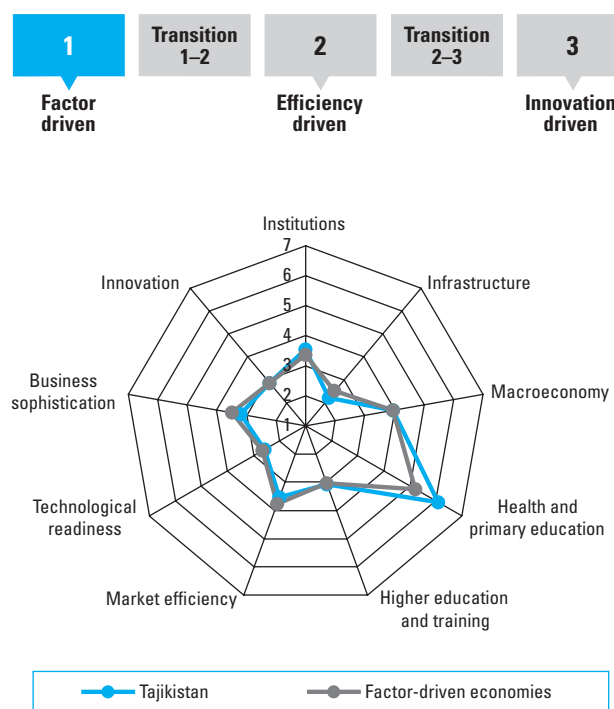 1
Transition
1–2
2
Transition
2–3
3
Factor
driven
Efficiency
driven
Innovation
driven
Institutions
7
Innovation
6
Infrastructure
5
4
Business
sophistication
3
Macroeconomy
2
1
Technological
readiness
Health and
primary education
Market efficiency
Higher education
and training
Tajikistan
Factor-driven economies